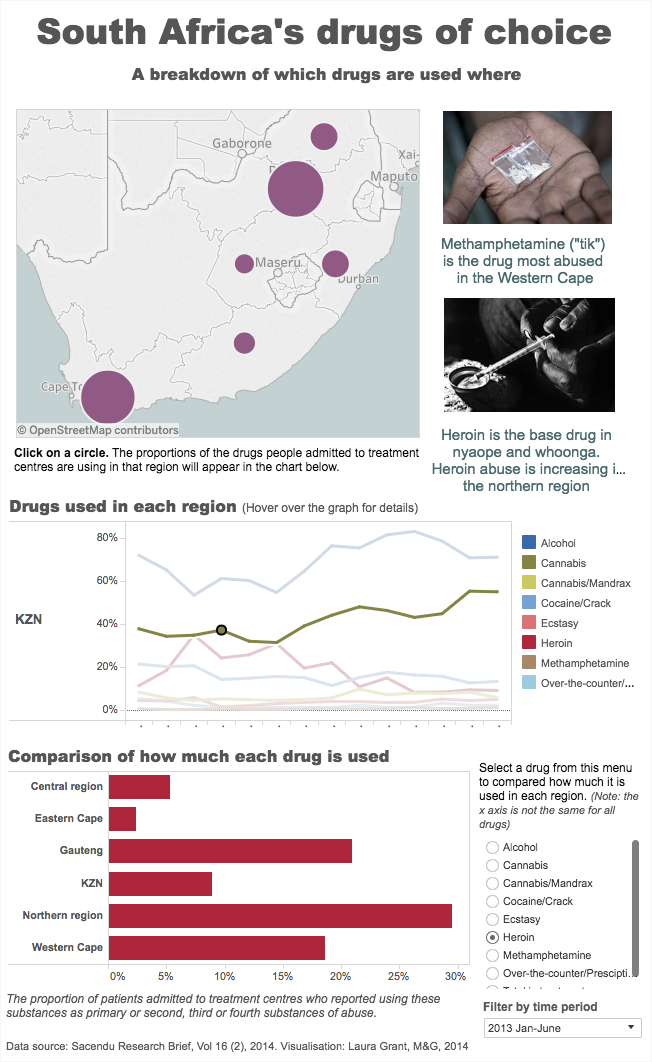 South Africa's drugs of choice
A breakdown of which drugs are used where
Gaborone
Xai-
Maputo
Maseru
Durban
Cape T
© OpenStreetMap contributors
Methamphetamine ("tik")
is the drug most abused
in the Western Cape
Heroin is the base drug in
nyaope and whoonga.
Heroin abuse is increasing i...
the northern region
Click on a circle. The proportions of the drugs people admitted to treatment
centres are using in that region will appear in the chart below.
Drugs used in each region (Hover over the graph for details)
KZN
80%
60%
40%
20%
0%
Alcohol
Cannabis
Cannabis/Mandrax
Cocaine/Crack
Ecstasy
Heroin
Methamphetamine
Over-the-counter/...
Comparison of how much each drug is used
Central region
Eastern Cape
Gauteng
KZN
Northern region
Western Cape
0% 5% 10% 15% 20% 25% 30%
Select a drug from this menu
to compared how much it is
used in each region. (Note: the
x axis is not the same for all
drugs)
Alcohol
Cannabis
Cannabis/Mandrax
Cocaine/Crack
Ecstasy
Heroin
Methamphetamine
Over-the-counter/Prescipti...
Filter by time period
2013 Jan-June
The proportion of patients admitted to treatment centres who reported using these
substances as primary or second, third or fourth substances of abuse.
Data source: Sacendu Research Brief, Vol 16 (2), 2014. Visualisation: Laura Grant, M&G, 2014